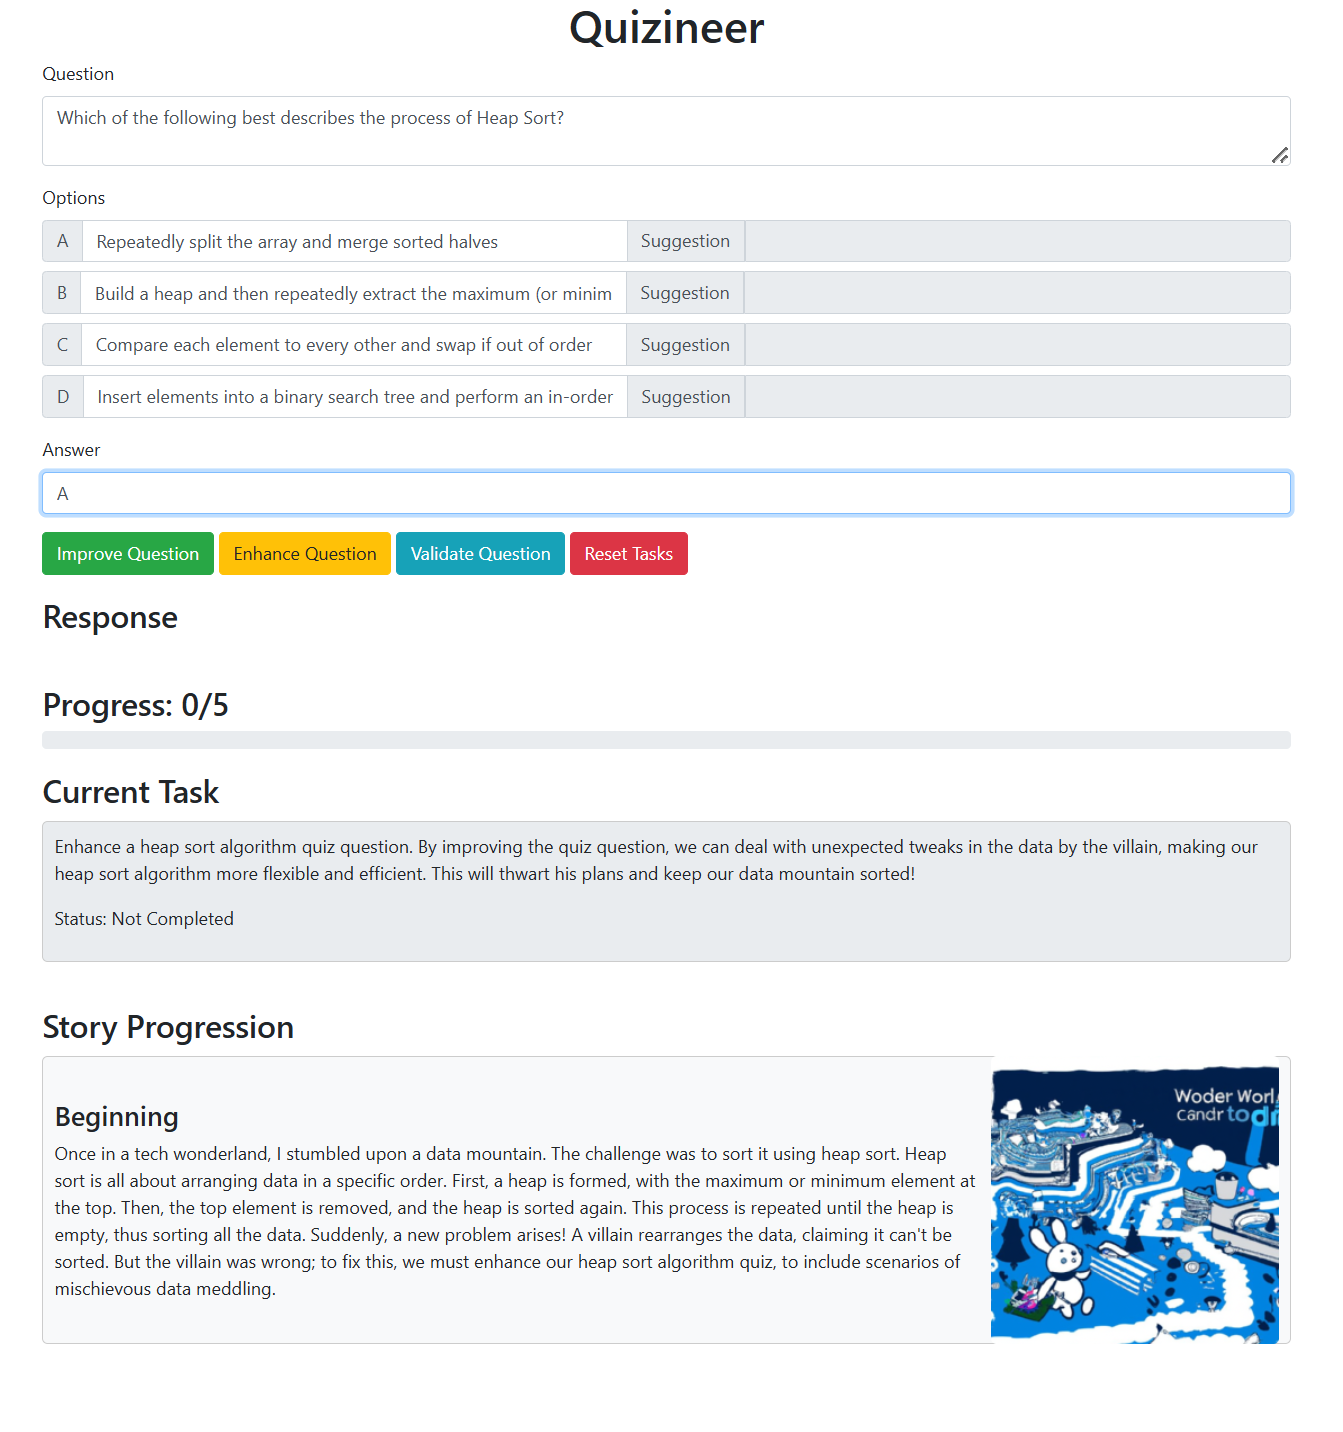 Quizineer
Question
Which of the following best describes the process of Heap Sort?
Options
A Repeatedly split the array and merge sorted halves Suggestion
B Build a heap and then repeatedly extract the maximum (or minim Suggestion
C Compare each element to every other and swap if out of order Suggestion
D Insert elements into a binary search tree and perform an in-order Suggestion
Answer
A
Improve Question Enhance Question Validate Question Reset Tasks
Response
Progress: 0/5
Current Task
Enhance a heap sort algorithm quiz question. By improving the quiz question, we can deal with unexpected tweaks in the data by the villain, making our
heap sort algorithm more flexible and efficient. This will thwart his plans and keep our data mountain sorted!
Status: Not Completed
Story Progression
Beginning
Once in a tech wonderland, I stumbled upon a data mountain. The challenge was to sort it using heap sort. Heap
sort is all about arranging data in a specific order. First, a heap is formed, with the maximum or minimum element at
the top. Then, the top element is removed, and the heap is sorted again. This process is repeated until the heap is
empty, thus sorting all the data. Suddenly, a new problem arises! A villain rearranges the data, claiming it can't be
sorted. But the villain was wrong; to fix this, we must enhance our heap sort algorithm quiz, to include scenarios of
mischievous data meddling.
Woder Worl
cândr todr